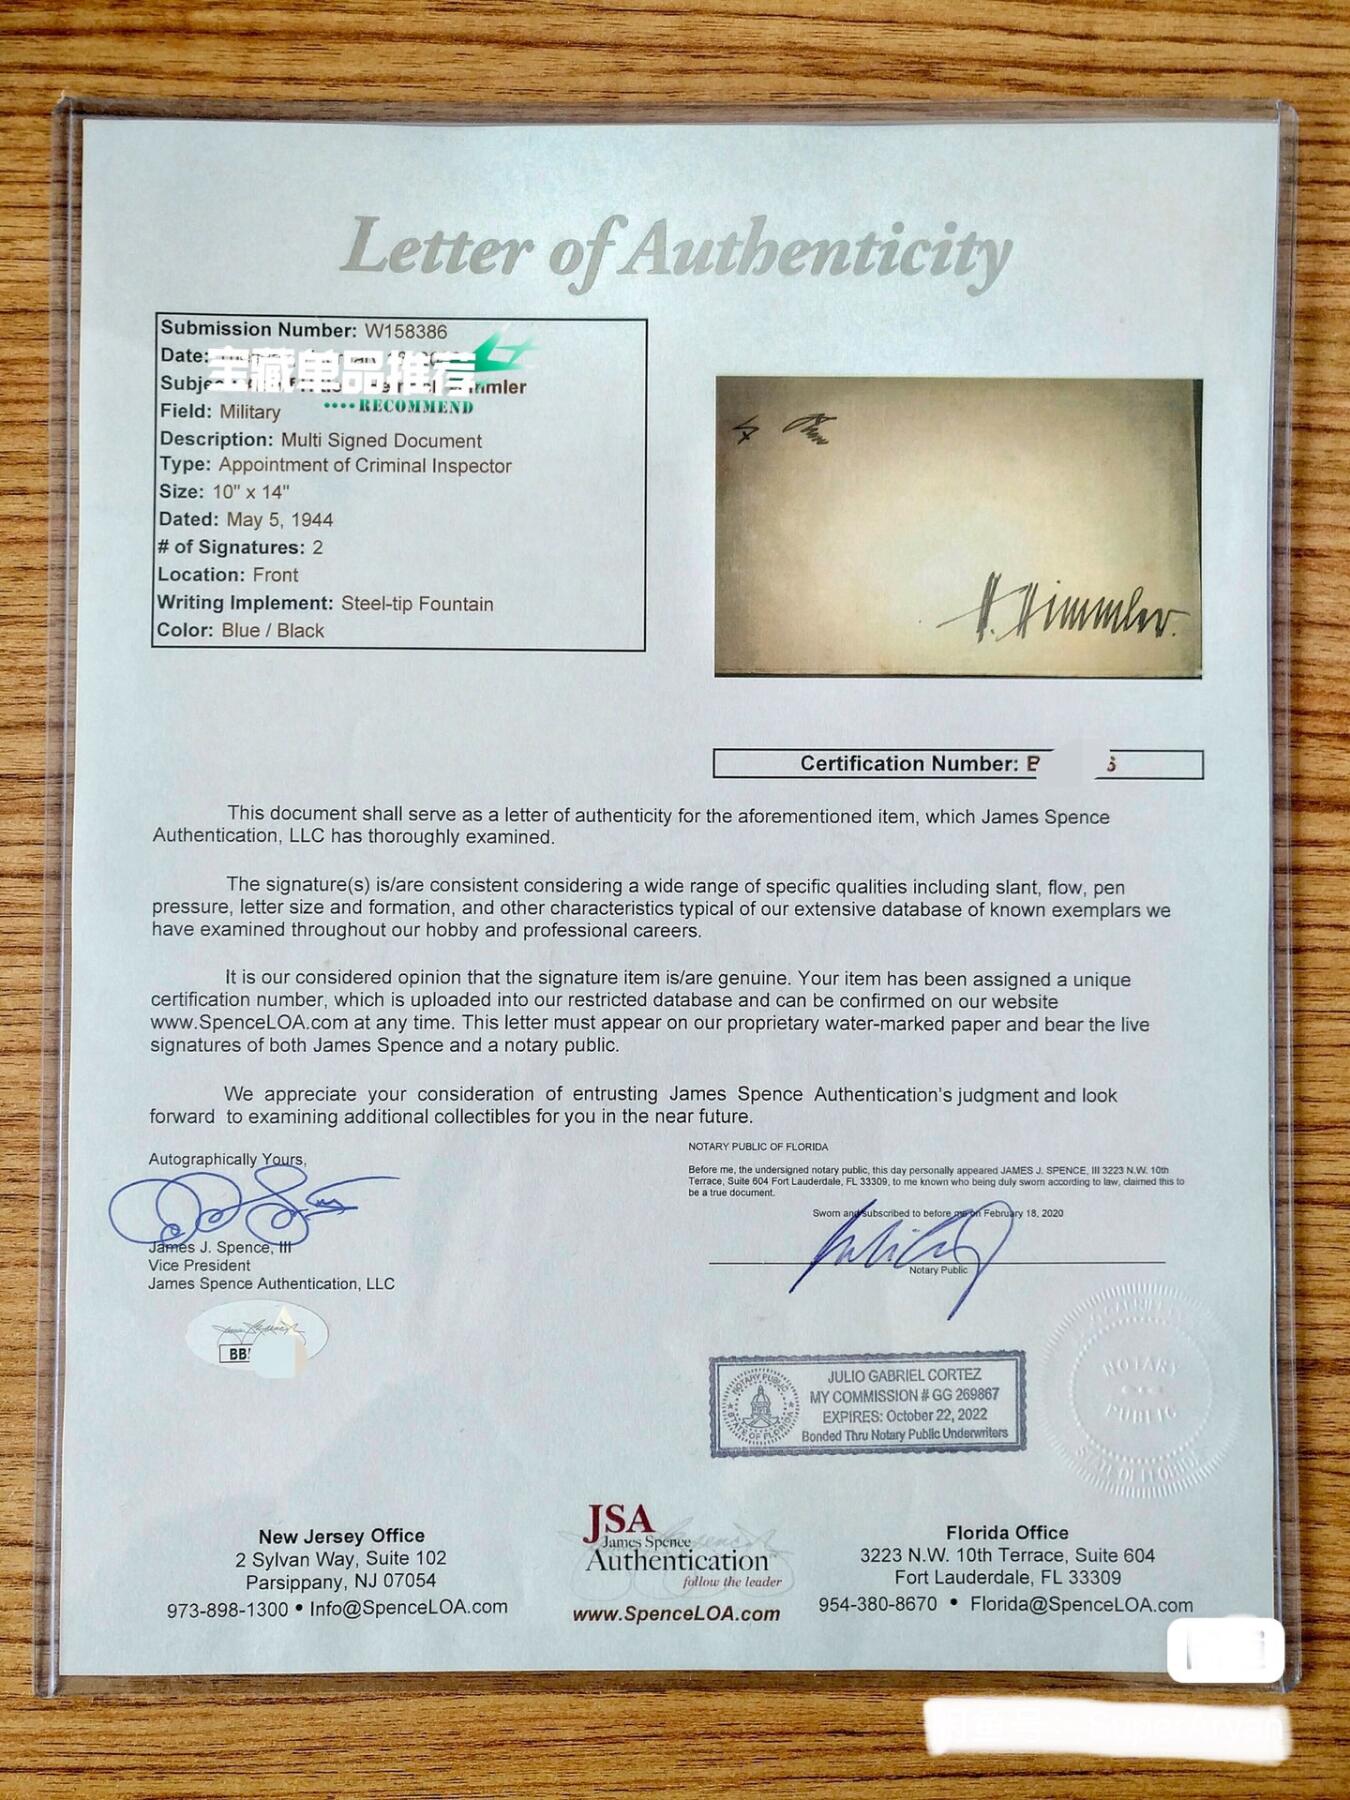 Letter of Authenticity
Submission Number: W158386
Date:
宝藏单品推荐
Subje
RECOMMEND
Field: Military
Description: Multi Signed Document
Type: Appointment of Criminal Inspector
Size: 10" x 14"
Dated: May 5, 1944
# of Signatures: 2
Location: Front
Writing Implement: Steel-tip Fountain
Color: Blue / Black
H. Himmler.
Certification Number: B
This document shall serve as a letter of authenticity for the aforementioned item, which James Spence
Authentication, LLC has thoroughly examined.
The signature(s) is/are consistent considering a wide range of specific qualities including slant, flow, pen
pressure, letter size and formation, and other characteristics typical of our extensive database of known exemplars we
have examined throughout our hobby and professional careers.
It is our considered opinion that the signature item is/are genuine. Your item has been assigned a unique
certification number, which is uploaded into our restricted database and can be confirmed on our website
www.SpenceLOA.com at any time. This letter must appear on our proprietary water-marked paper and bear the live
signatures of both James Spence and a notary public.
We appreciate your consideration of entrusting James Spence Authentication's judgment and look
forward to examining additional collectibles for you in the near future.
Autographically Yours,
James J. Spence, III
Vice President
James Spence Authentication, LLC
BB
NOTARY PUBLIC OF FLORIDA
Before me, the undersigned notary public, this day personally appeared JAMES J. SPENCE, III 3223 N.W. 10th
Terrace, Suite 604 Fort Lauderdale, FL 33309, to me known who being duly sworn according to law, claimed this to
be a true document.
Sworn and subscribed to before me on February 18, 2020
Notary Public
NOTARY PUBLIC
STATE OF FLORIDA
JULIO GABRIEL CORTEZ
MY COMMISSION # GG 269867
EXPIRES: October 22, 2022
Bonded Thru Notary Public Underwriters
NOTARY
PUBLIC
New Jersey Office
2 Sylvan Way, Suite 102
Parsippany, NJ 07054
973-898-1300 • Info@SpenceLOA.com
JSA
James Spence
Authentication
follow the leader
www.SpenceLOA.com
Florida Office
3223 N.W. 10th Terrace, Suite 604
Fort Lauderdale, FL 33309
954-380-8670 • Florida@SpenceLOA.com